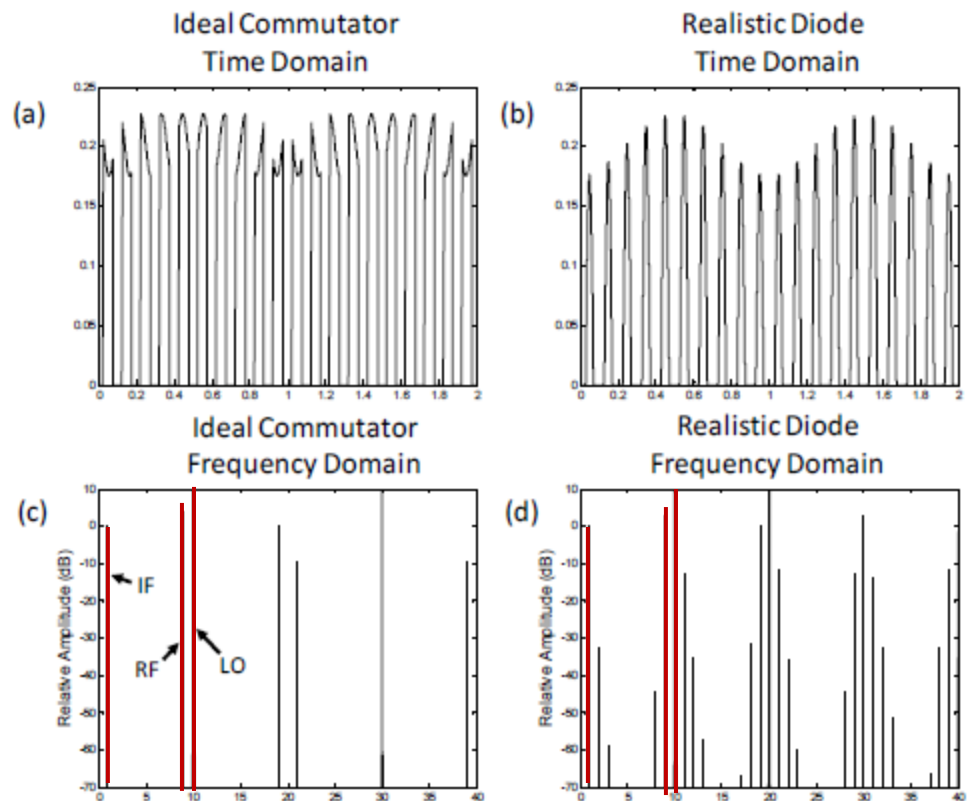 Ideal Commutator
Time Domain
Realistic Diode
Time Domain
(a)
0.25
0.2
0.15
0.1
0.05
0
0 0.2 0.4 0.6 0.8 1 1.2 1.4 1.6 1.8 2
(b)
0.25
0.2
0.15
0.1
0.05
0
0 0.2 0.4 0.6 0.8 1 1.2 1.4 1.6 1.8 2
Ideal Commutator
Frequency Domain
Realistic Diode
Frequency Domain
(c)
Relative Amplitude (dB)
10
0
-10
-20
-30
-40
-50
-60
-70
IF
RF
LO
0 5 10 15 20 25 30 35 40
(d)
Relative Amplitude (dB)
10
0
-10
-20
-30
-40
-50
-60
-70
0 5 10 15 20 25 30 35 40